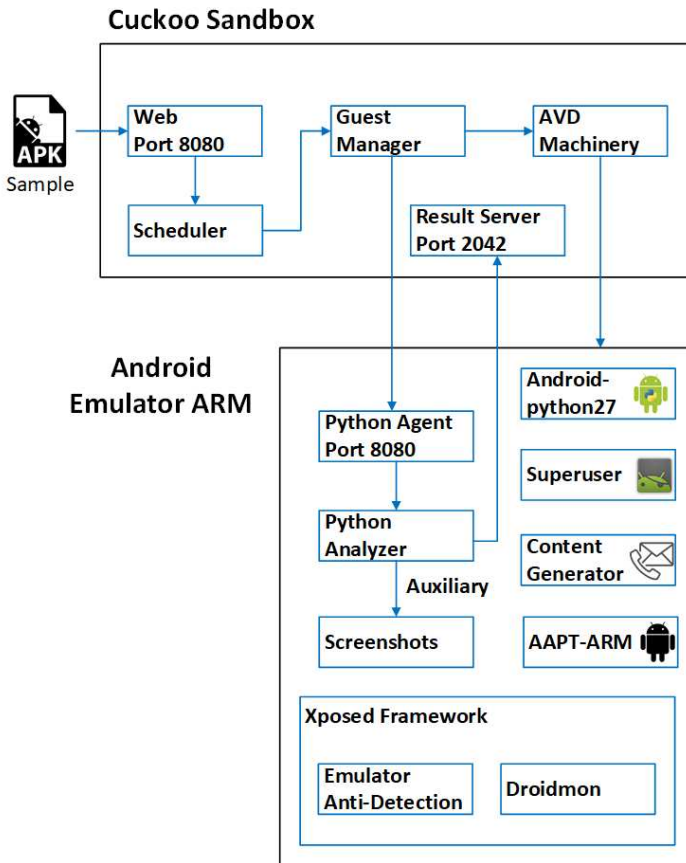 Cuckoo Sandbox
APK
Sample
Web
Port 8080
Guest
Manager
AVD
Machinery
Scheduler
Result Server
Port 2042
Android
Emulator ARM
Android-
python27
Python Agent
Port 8080
Superuser
Python
Analyzer
Content
Generator
Auxiliary
Screenshots
AAPT-ARM
Xposed Framework
Emulator
Anti-Detection
Droidmon